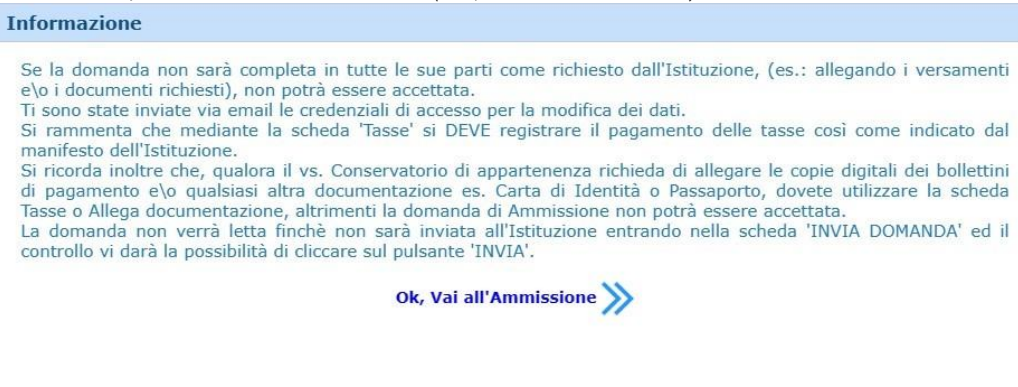 Informazione
Se la domanda non sarà completa in tutte le sue parti come richiesto dall'Istituzione, (es.: allegando i versamenti
e\o i documenti richiesti), non potrà essere accettata.
Ti sono state inviate via email le credenziali di accesso per la modifica dei dati.
Si rammenta che mediante la scheda 'Tasse' si DEVE registrare il pagamento delle tasse così come indicato dal
manifesto dell'Istituzione.
Si ricorda inoltre che, qualora il vs. Conservatorio di appartenenza richieda di allegare le copie digitali dei bollettini
di pagamento e\o qualsiasi altra documentazione es. Carta di Identità o Passaporto, dovete utilizzare la scheda
Tasse o Allega documentazione, altrimenti la domanda di Ammissione non potrà essere accettata.
La domanda non verrà letta finchè non sarà inviata all'Istituzione entrando nella scheda 'INVIA DOMANDA' ed il
controllo vi darà la possibilità di cliccare sul pulsante 'INVIA'.
Ok, Vai all'Ammissione